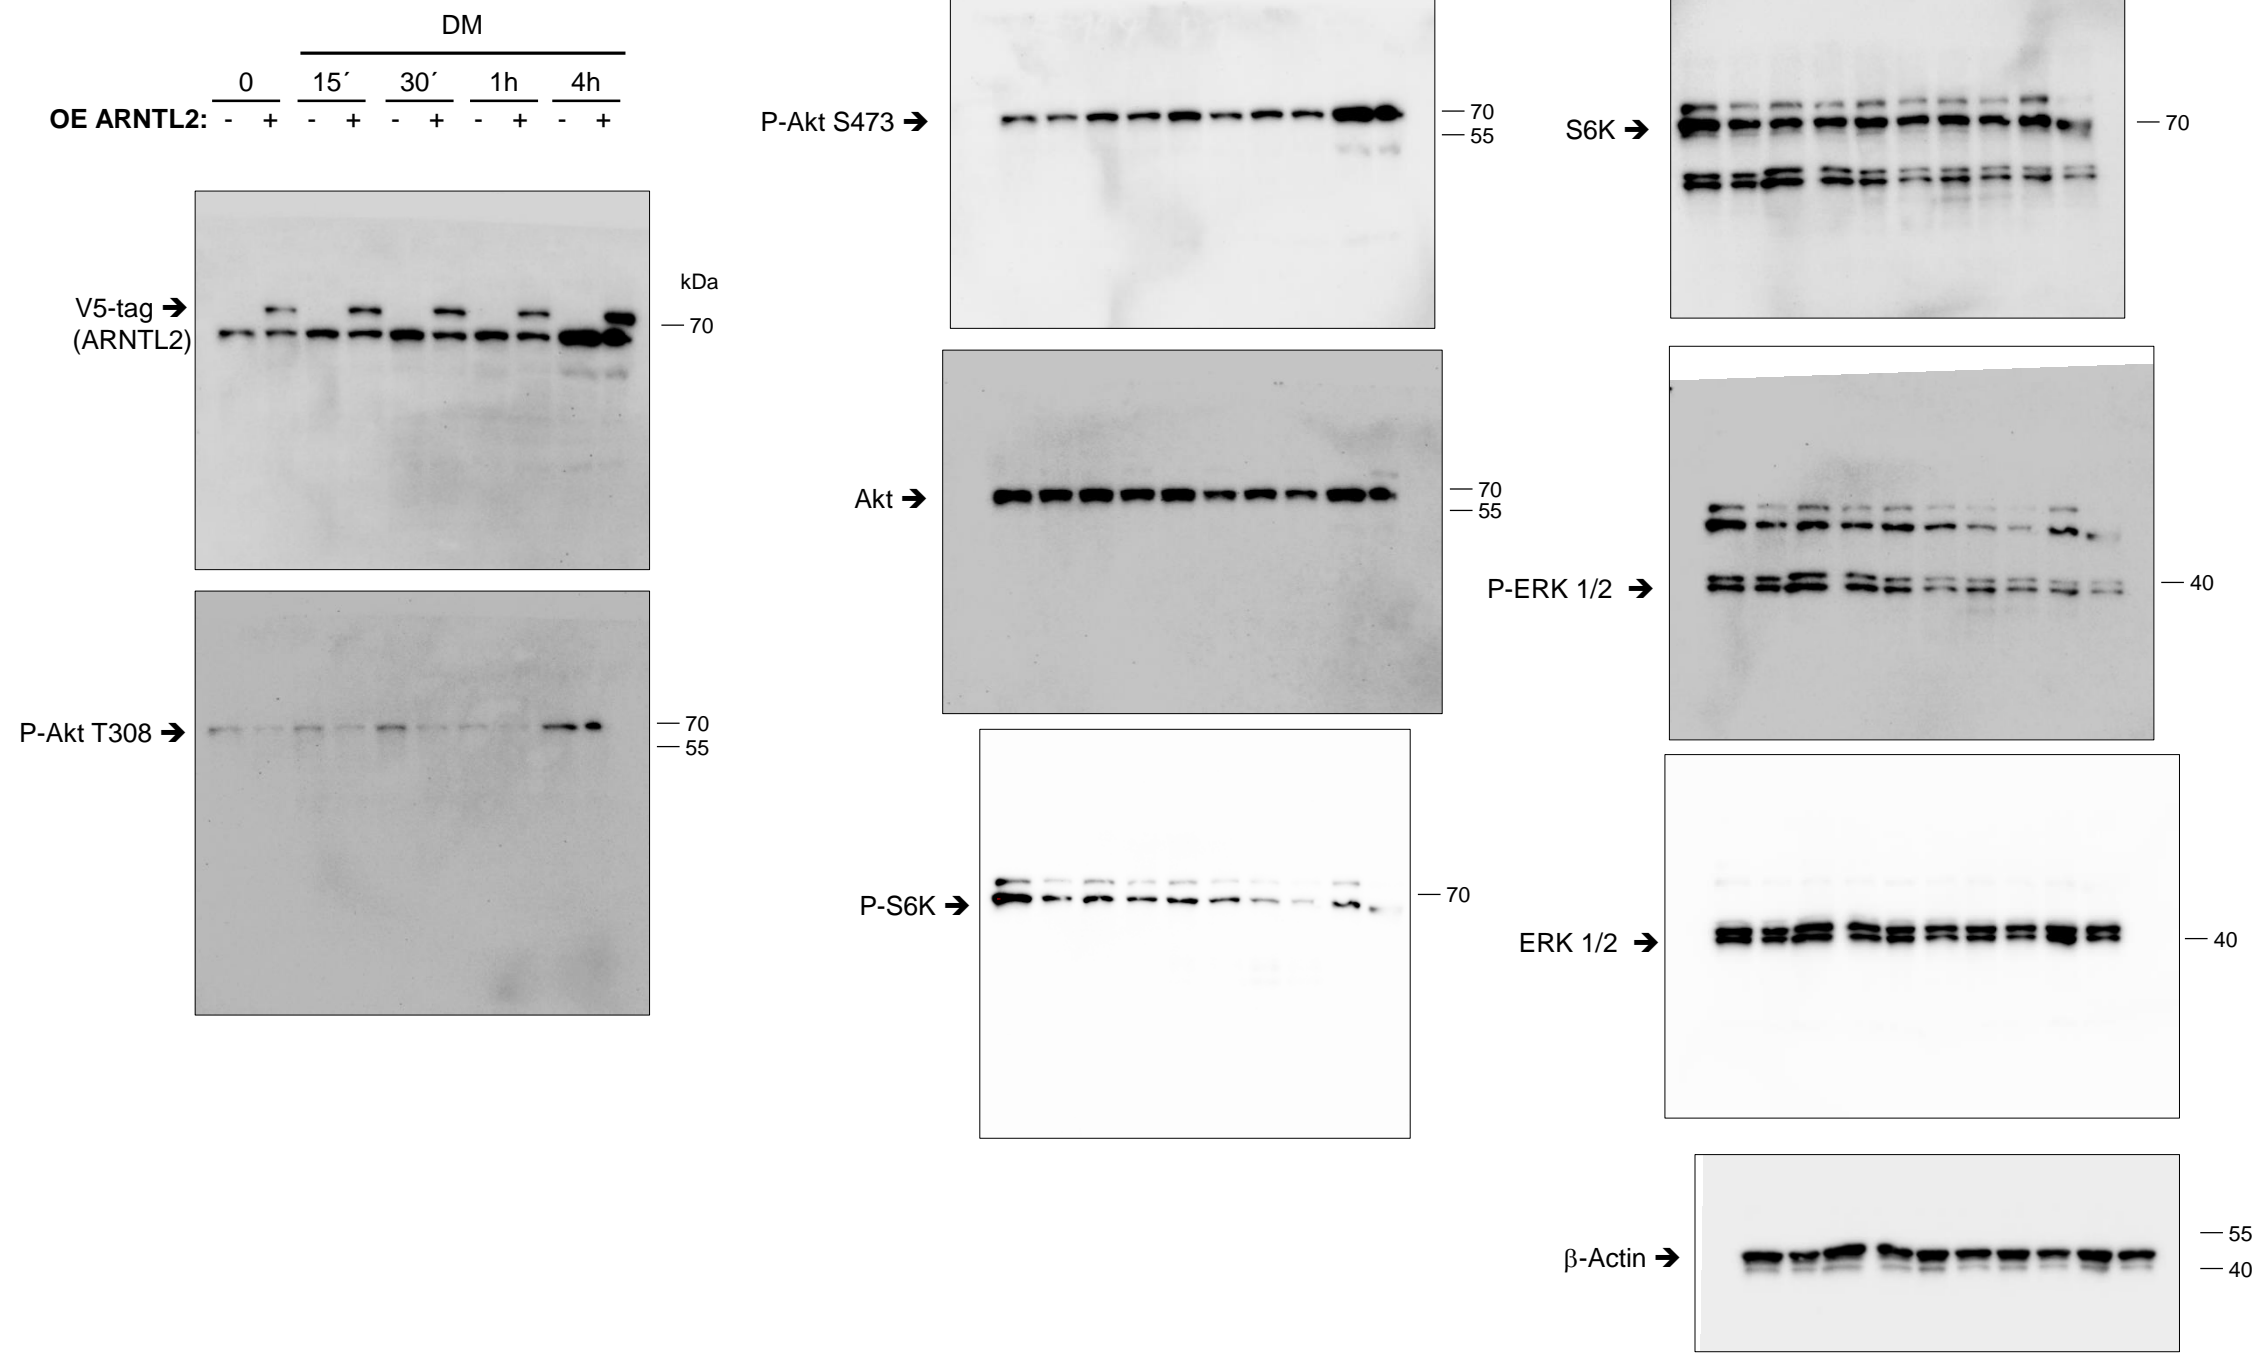 DM
0 15´ 30´ 1h 4h
OE ARNTL2: - + - + - + - + - +
kDa
V5-tag ➔
(ARNTL2)
70
P-Akt T308 ➔
70
55
P-Akt S473 ➔
70
55
Akt ➔
70
55
P-S6K ➔
70
S6K ➔
70
P-ERK 1/2 ➔
40
ERK 1/2 ➔
40
β-Actin ➔
55
40